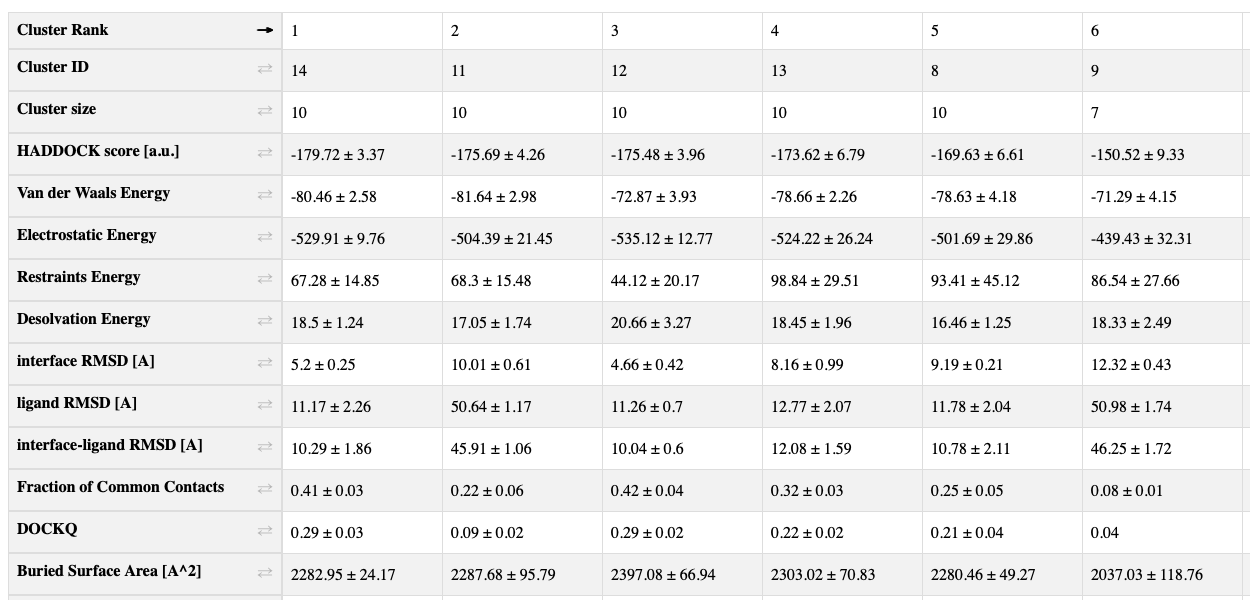 Cluster Rank → 1 2 3 4 5 6
Cluster ID ⇄ 14 11 12 13 8 9
Cluster size ⇄ 10 10 10 10 10 7
HADDOCK score [a.u.] ⇄ -179.72 ± 3.37 -175.69 ± 4.26 -175.48 ± 3.96 -173.62 ± 6.79 -169.63 ± 6.61 -150.52 ± 9.33
Van der Waals Energy ⇄ -80.46 ± 2.58 -81.64 ± 2.98 -72.87 ± 3.93 -78.66 ± 2.26 -78.63 ± 4.18 -71.29 ± 4.15
Electrostatic Energy ⇄ -529.91 ± 9.76 -504.39 ± 21.45 -535.12 ± 12.77 -524.22 ± 26.24 -501.69 ± 29.86 -439.43 ± 32.31
Restraints Energy ⇄ 67.28 ± 14.85 68.3 ± 15.48 44.12 ± 20.17 98.84 ± 29.51 93.41 ± 45.12 86.54 ± 27.66
Desolvation Energy ⇄ 18.5 ± 1.24 17.05 ± 1.74 20.66 ± 3.27 18.45 ± 1.96 16.46 ± 1.25 18.33 ± 2.49
interface RMSD [A] ⇄ 5.2 ± 0.25 10.01 ± 0.61 4.66 ± 0.42 8.16 ± 0.99 9.19 ± 0.21 12.32 ± 0.43
ligand RMSD [A] ⇄ 11.17 ± 2.26 50.64 ± 1.17 11.26 ± 0.7 12.77 ± 2.07 11.78 ± 2.04 50.98 ± 1.74
interface-ligand RMSD [A] ⇄ 10.29 ± 1.86 45.91 ± 1.06 10.04 ± 0.6 12.08 ± 1.59 10.78 ± 2.11 46.25 ± 1.72
Fraction of Common Contacts ⇄ 0.41 ± 0.03 0.22 ± 0.06 0.42 ± 0.04 0.32 ± 0.03 0.25 ± 0.05 0.08 ± 0.01
DOCKQ ⇄ 0.29 ± 0.03 0.09 ± 0.02 0.29 ± 0.02 0.22 ± 0.02 0.21 ± 0.04 0.04
Buried Surface Area [A^2] ⇄ 2282.95 ± 24.17 2287.68 ± 95.79 2397.08 ± 66.94 2303.02 ± 70.83 2280.46 ± 49.27 2037.03 ± 118.76